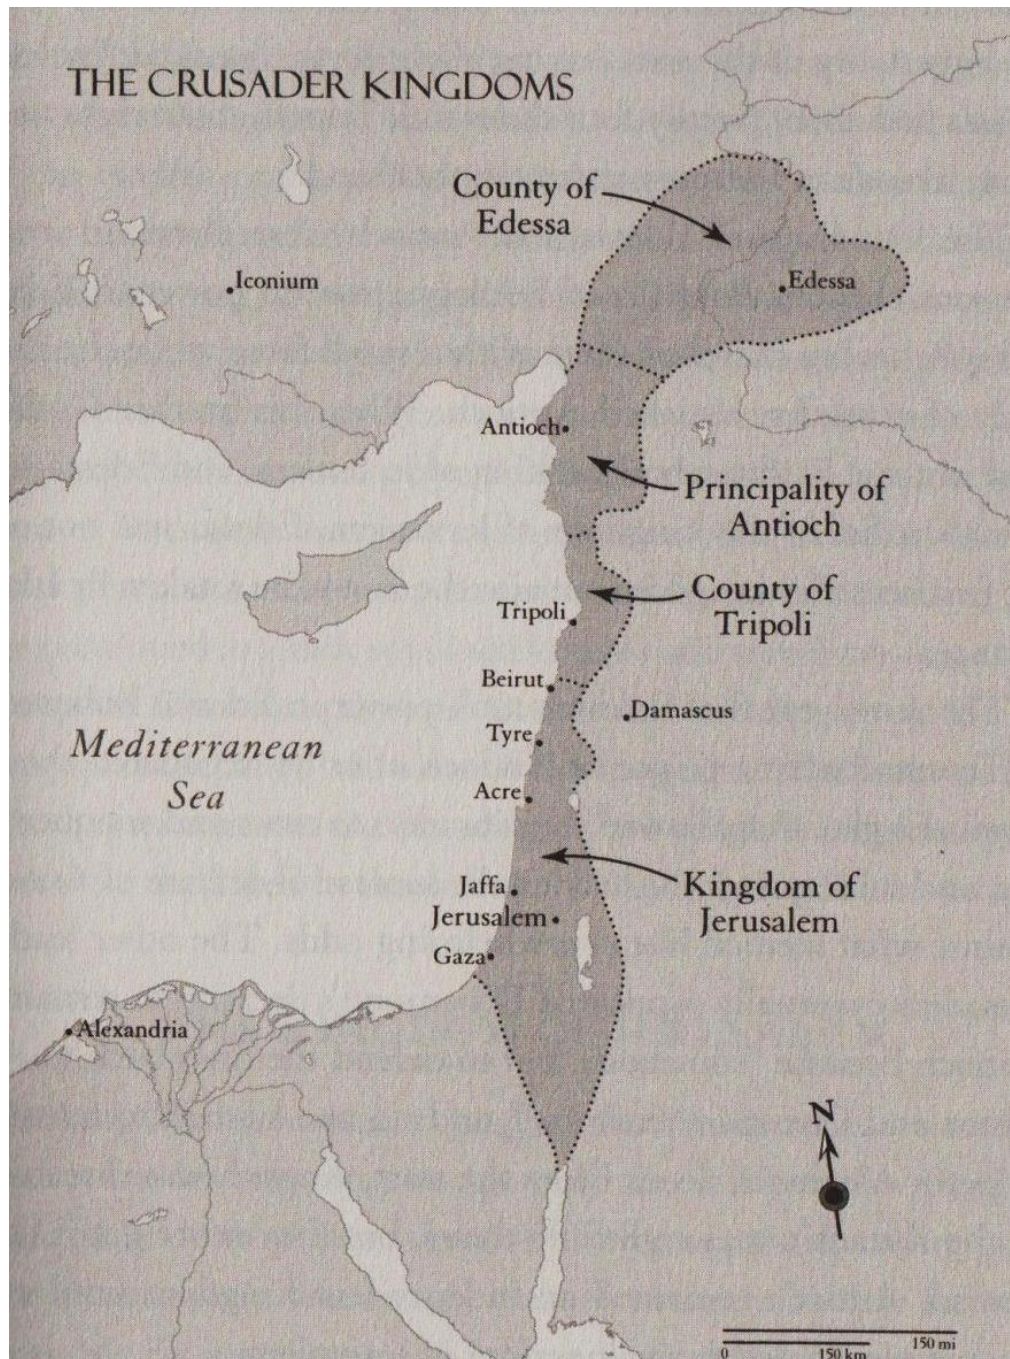 THE CRUSADER KINGDOMS
County of
Edessa
Iconium
Edessa
Antioch
Principality of
Antioch
County of
Tripoli
Tripoli
Beirut
Damascus
Tyre
Mediterranean
Sea
Acre
Jaffa
Kingdom of
Jerusalem
Jerusalem
Gaza
Alexandria
N
150 mi
0
150 km